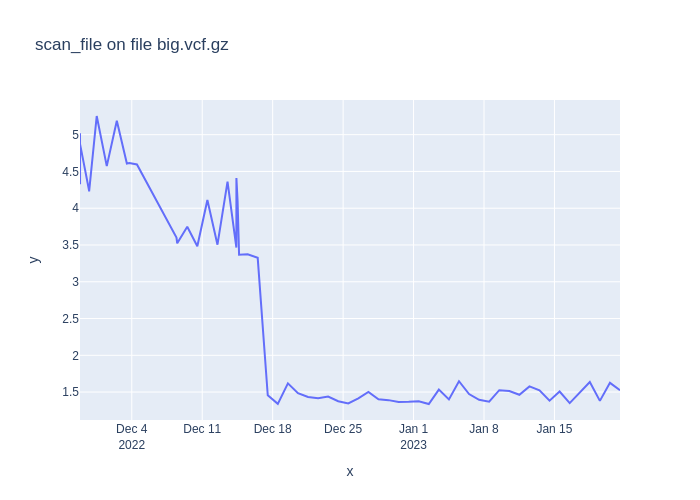 scan_file on file big.vcf.gz
y
5
4.5
4
3.5
3
2.5
2
1.5
Dec 4
2022
Dec 11
Dec 18
Dec 25
Jan 1
2023
Jan 8
Jan 15
x